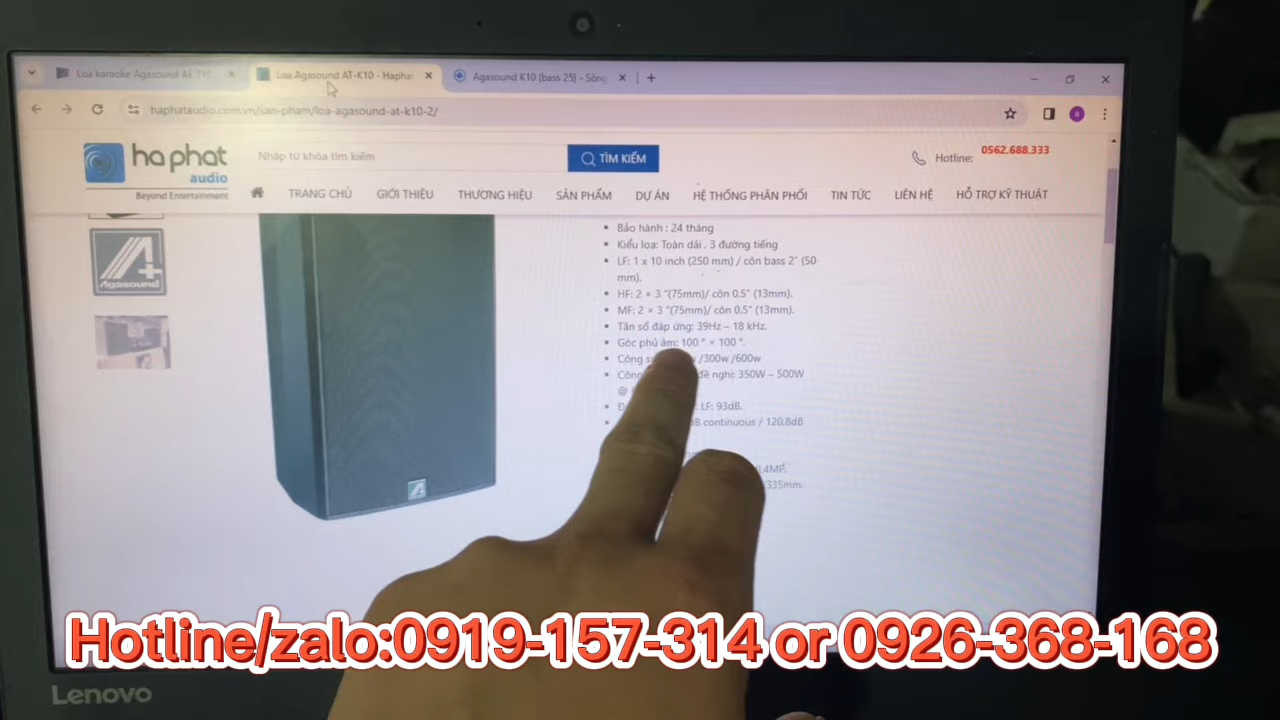 Loa karaoke Agasound AE 71C
Loa Agasound AT-K10 - Hapha
Agasound K10 (bass 25) - Sóng
haphataudio.com.vn/san-pham/loa-agasound-at-k10-2/
ha phat
audio
Beyond Entertainment
Nhập từ khóa tìm kiếm
TÌM KIẾM
Hotline:
0562.688.333
TRANG CHỦ GIỚI THIỆU THƯƠNG HIỆU SẢN PHẨM DỰ ÁN HỆ THỐNG PHÂN PHỐI TIN TỨC LIÊN HỆ HỖ TRỢ KỸ THUẬT
A+
Agasound
Bảo hành : 24 tháng
Kiểu loa: Toàn dải . 3 đường tiếng
LF: 1 x 10 inch (250 mm) / côn bass 2" (50
mm).
HF: 2 × 3 "(75mm)/ côn 0.5" (13mm).
MF: 2 × 3 "(75mm)/ côn 0.5" (13mm).
Tần số đáp ứng: 39Hz – 18 kHz.
Góc phủ âm: 100 ° × 100 °.
Công /300w /600w
đề nghị: 350W – 500W
@
LF: 93dB.
dB continuous / 120.8dB
/335mm.
Hotline/zalo:0919-157-314 or 0926-368-168
Lenovo